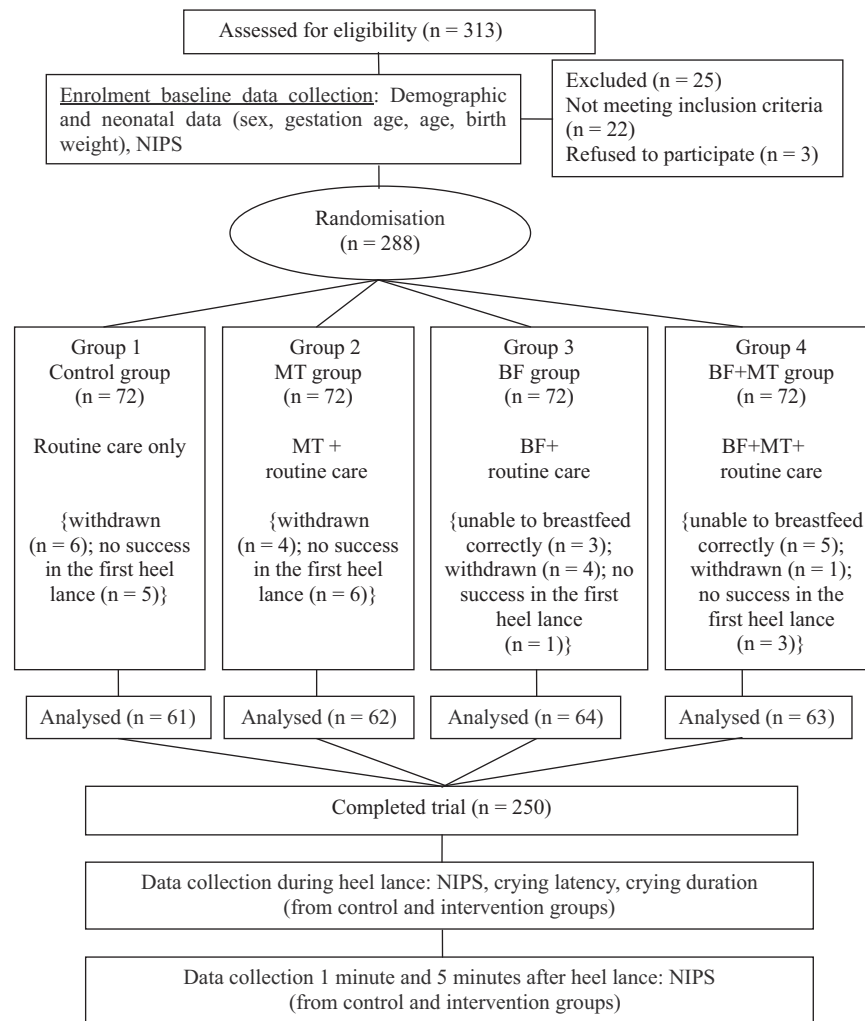 Assessed for eligibility (n = 313)
Enrolment baseline data collection: Demographic
and neonatal data (sex, gestation age, age, birth
weight), NIPS
Excluded (n = 25)
Not meeting inclusion criteria
(n = 22)
Refused to participate (n = 3)
Randomisation
(n = 288)
Group 1
Control group
(n = 72)
Routine care only
{withdrawn
(n = 6); no success
in the first heel
lance (n = 5)}
Group 2
MT group
(n = 72)
MT +
routine care
{withdrawn
(n = 4); no success
in the first heel
lance (n = 6)}
Group 3
BF group
(n = 72)
BF+
routine care
{unable to breastfeed
correctly (n = 3);
withdrawn (n = 4); no
success in the first
heel lance
(n = 1)}
Group 4
BF+MT group
(n = 72)
BF+MT+
routine care
{unable to breastfeed
correctly (n = 5);
withdrawn (n = 1);
no success in the
first heel lance
(n = 3)}
Analysed (n = 61)
Analysed (n = 62)
Analysed (n = 64)
Analysed (n = 63)
Completed trial (n = 250)
Data collection during heel lance: NIPS, crying latency, crying duration
(from control and intervention groups)
Data collection 1 minute and 5 minutes after heel lance: NIPS
(from control and intervention groups)